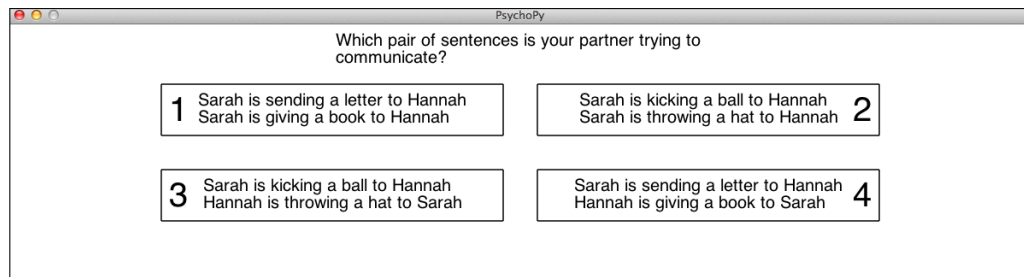 PsychoPy
Which pair of sentences is your partner trying to
communicate?
1
Sarah is sending a letter to Hannah
Sarah is giving a book to Hannah
Sarah is kicking a ball to Hannah
Sarah is throwing a hat to Hannah
2
3
Sarah is kicking a ball to Hannah
Hannah is throwing a hat to Sarah
Sarah is sending a letter to Hannah
Hannah is giving a book to Sarah
4